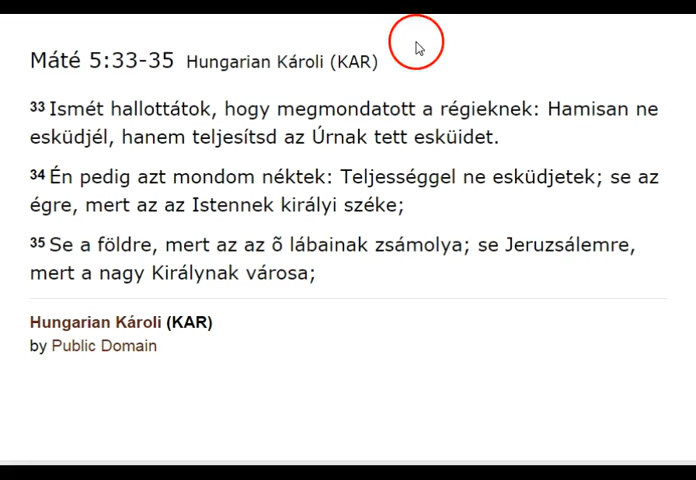 Máté 5:33-35 Hungarian Károli (KAR)
33 Ismét hallottátok, hogy megmondatott a régieknek: Hamisan ne
esküdjél, hanem teljesítsd az Úrnak tett esküidet.
34 Én pedig azt mondom néktek: Teljességgel ne esküdjetek; se az
égre, mert az az Istennek királyi széke;
35 Se a földre, mert az az õ lábainak zsámolya; se Jeruzsálemre,
mert a nagy Királynak városa;
Hungarian Károli (KAR)
by Public Domain